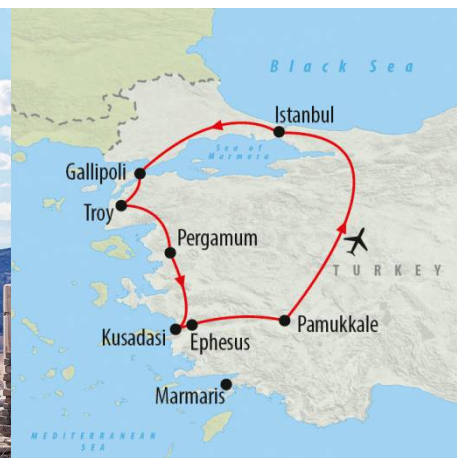 Black Sea
Istanbul
Sea of
Marmara
Gallipoli
Troy
Pergamum
TURKEY
Kusadasi
Ephesus
Pamukkale
Marmaris
MEDITERRANEAN
SEA